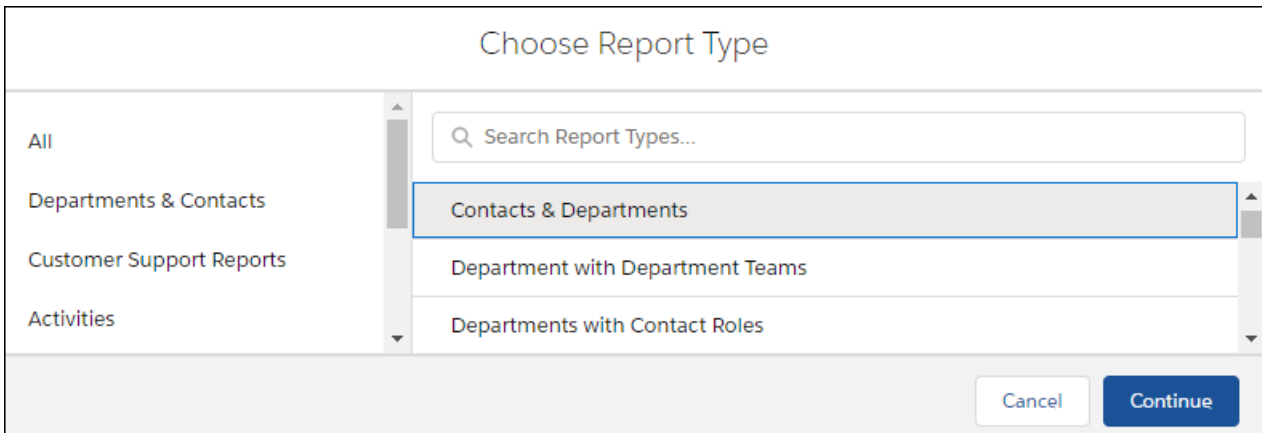 Choose Report Type
All
Departments & Contacts
Customer Support Reports
Activities
Search Report Types...
Contacts & Departments
Department with Department Teams
Departments with Contact Roles
Cancel
Continue